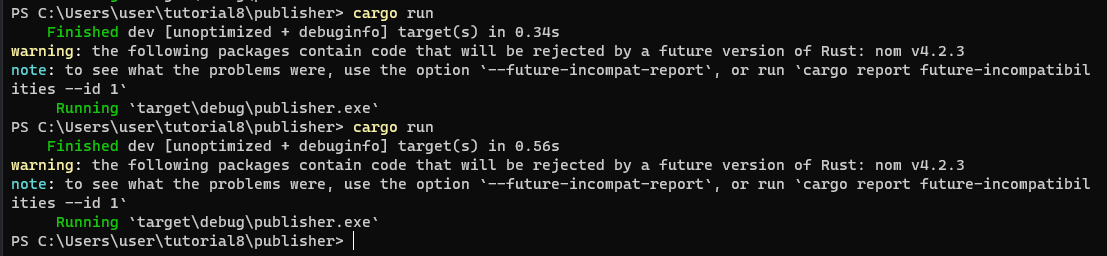 PS C:\Users\user\tutorial8\publisher> cargo run
    Finished dev [unoptimized + debuginfo] target(s) in 0.34s
warning: the following packages contain code that will be rejected by a future version of Rust: nom v4.2.3
note: to see what the problems were, use the option `--future-incompat-report`, or run `cargo report future-incompatibil
ities --id 1`
     Running `target\debug\publisher.exe`
PS C:\Users\user\tutorial8\publisher> cargo run
    Finished dev [unoptimized + debuginfo] target(s) in 0.56s
warning: the following packages contain code that will be rejected by a future version of Rust: nom v4.2.3
note: to see what the problems were, use the option `--future-incompat-report`, or run `cargo report future-incompatibil
ities --id 1`
     Running `target\debug\publisher.exe`
PS C:\Users\user\tutorial8\publisher>